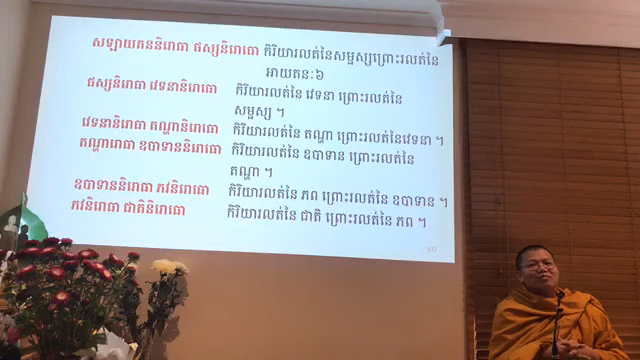 សឡាយតននិរោធា ផស្សនិរោធោ កិរិយារលត់នៃសម្ផស្សព្រោះរលត់នៃ
អាយតនៈ៦
ផស្សនិរោធា វេទនានិរោធោ កិរិយារលត់នៃ វេទនា ព្រោះរលត់នៃ
សម្ផស្ស ។
វេទនានិរោធា តណ្ហានិរោធោ កិរិយារលត់នៃ តណ្ហា ព្រោះរលត់នៃវេទនា ។
តណ្ហារោធា ឧបាទាននិរោធោ កិរិយារលត់នៃ ឧបាទាន ព្រោះរលត់នៃ
តណ្ហា ។
ឧបាទាននិរោធា ភវនិរោធោ កិរិយារលត់នៃ ភព ព្រោះរលត់នៃ ឧបាទាន ។
ភវនិរោធា ជាតិនិរោធោ កិរិយារលត់នៃ ជាតិ ព្រោះរលត់នៃ ភព ។